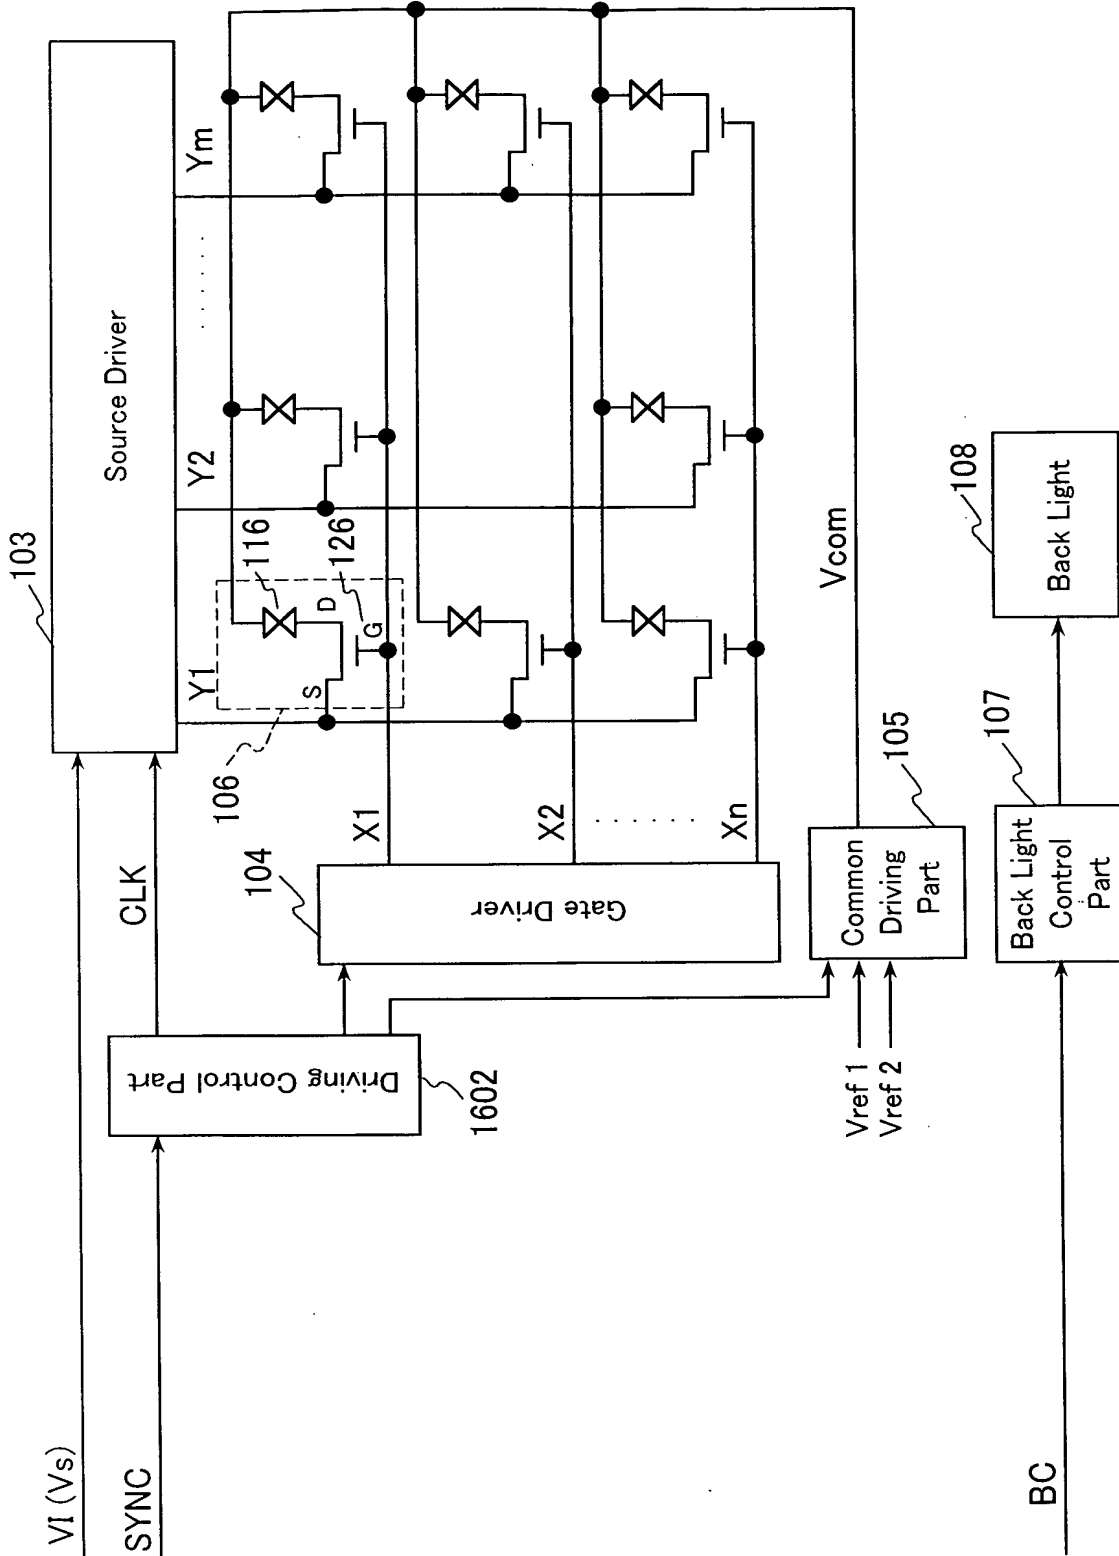 VI (Vs)
SYNC
BC
CLK
103
Source Driver
Y1
Y2
. . . . . . .
Ym
106
116
126
S
D
G
104
Gate Driver
X1
X2
. . . . . . .
Xn
Driving Control Part
1602
Vref 1
Vref 2
Common
Driving
Part
105
Vcom
Back Light
Control
Part
107
Back Light
108